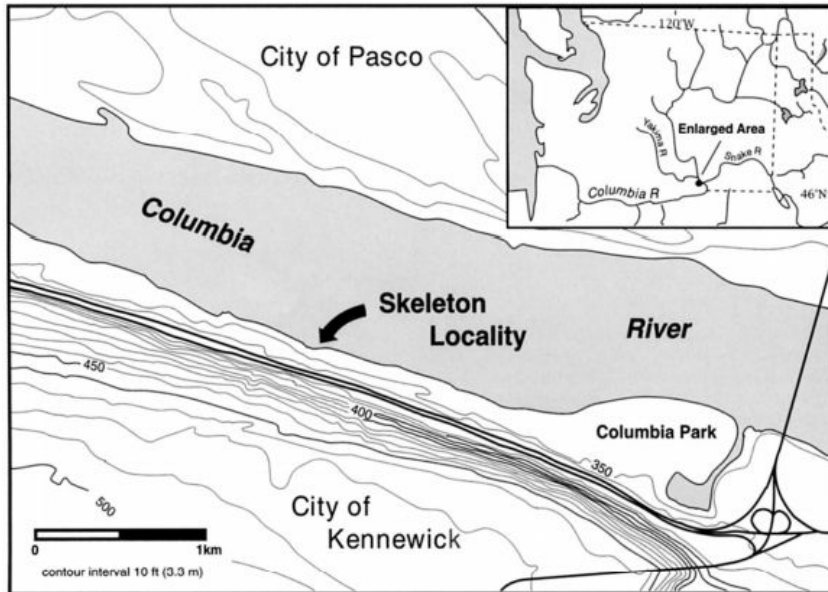 City of Pasco
120°W
Enlarged Area
Yakima R
Snake R
Columbia R
46°N
Columbia
Skeleton
Locality
River
450
400
Columbia Park
350
500
City of
Kennewick
0
1km
contour interval 10 ft (3.3 m)